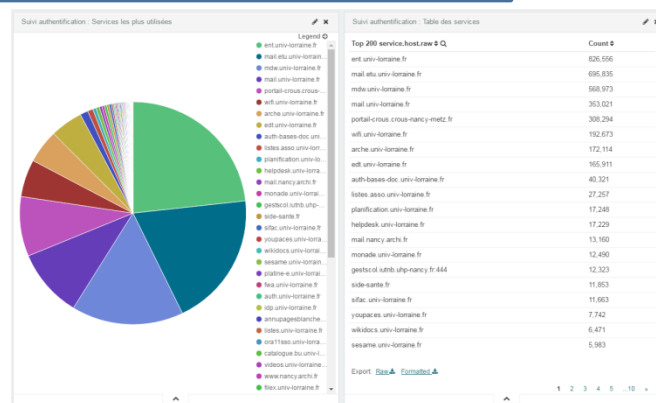 Suivi authentification : Services les plus utilisées
Legend
ent.univ-lorraine.fr
mail.etu.univ-lorrain...
mdw.univ-lorraine.fr
mail.univ-lorraine.fr
portail-crous.crous-...
wifi.univ-lorraine.fr
arche.univ-lorraine.fr
edt.univ-lorraine.fr
auth-bases-doc.uni...
listes.asso.univ-lorr...
planification.univ-lo...
helpdesk.univ-lorra...
mail.nancy.archi.fr
monade.univ-lorrai...
gestscol.iutnb.uhp-...
side-sante.fr
sifac.univ-lorraine.fr
youpaces.univ-lorra...
wikidocs.univ-lorrai...
sesame.univ-lorrain...
platine-e.univ-lorrai...
fwa.univ-lorraine.fr
auth.univ-lorraine.fr
idp.univ-lorraine.fr
annupagesblanche...
listes.univ-lorraine.fr
ora11sso.univ-lorra...
catalogue.bu.univ-l...
videos.univ-lorraine...
www.nancy.archi.fr
filex.univ-lorraine.fr
Suivi authentification : Table des services
Top 200 service.host.raw Count
ent.univ-lorraine.fr 826,556
mail.etu.univ-lorraine.fr 695,835
mdw.univ-lorraine.fr 568,973
mail.univ-lorraine.fr 353,021
portail-crous.crous-nancy-metz.fr 308,294
wifi.univ-lorraine.fr 192,673
arche.univ-lorraine.fr 172,114
edt.univ-lorraine.fr 165,911
auth-bases-doc.univ-lorraine.fr 40,321
listes.asso.univ-lorraine.fr 27,257
planification.univ-lorraine.fr 17,248
helpdesk.univ-lorraine.fr 17,229
mail.nancy.archi.fr 13,160
monade.univ-lorraine.fr 12,490
gestscol.iutnb.uhp-nancy.fr:444 12,323
side-sante.fr 11,853
sifac.univ-lorraine.fr 11,663
youpaces.univ-lorraine.fr 7,742
wikidocs.univ-lorraine.fr 6,471
sesame.univ-lorraine.fr 5,983
Export: Raw Formatted
1 2 3 4 5 ...10 »